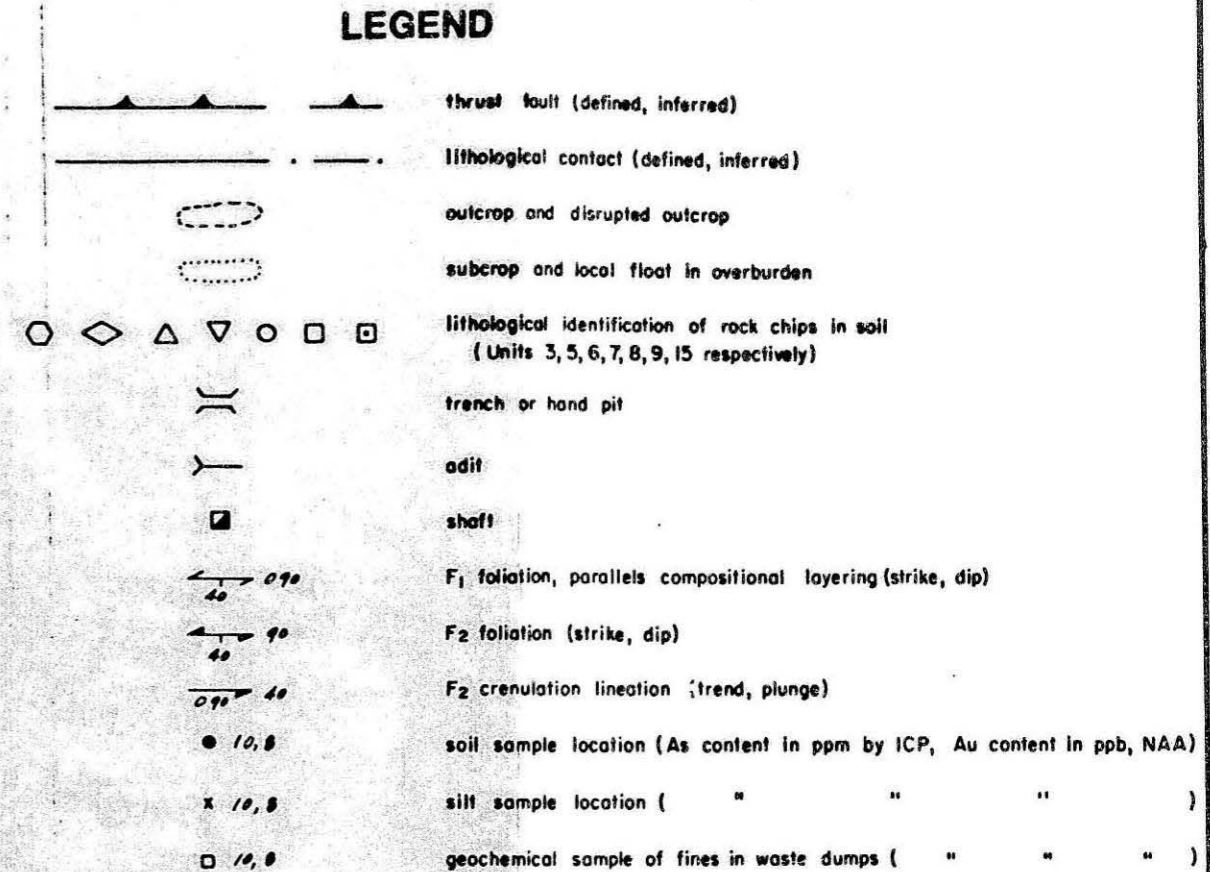 LEGEND
thrust fault (defined, inferred)
lithological contact (defined, inferred)
outcrop and disrupted outcrop
subcrop and local float in overburden
lithological identification of rock chips in soil
(Units 3, 5, 6, 7, 8, 9, 15 respectively)
trench or hand pit
adit
shaft
090 F1 foliation, parallels compositional layering (strike, dip)
40
90 F2 foliation (strike, dip)
40
090 40 F2 crenulation lineation (trend, plunge)
10, 8 soil sample location (As content in ppm by ICP, Au content in ppb, NAA)
x 10, 8 silt sample location ( " " " )
10, 8 geochemical sample of fines in waste dumps ( " " " )